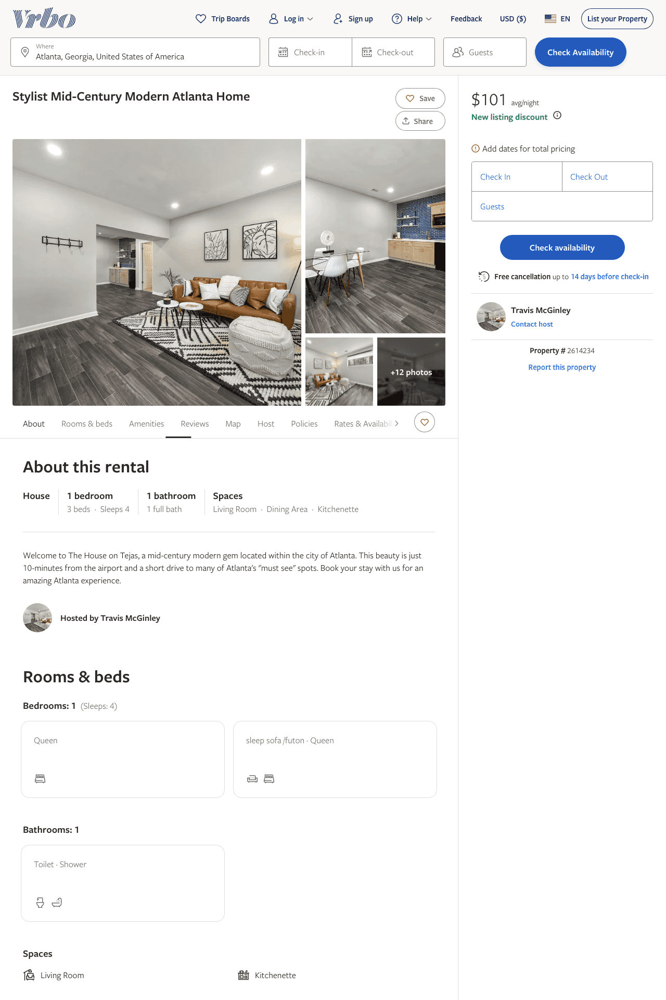 Vrbo
Trip Boards
Log in
Sign up
Help
Feedback
USD ($)
EN
List your Property
Where
Atlanta, Georgia, United States of America
Check-in
Check-out
Guests
Check Availability
Stylist Mid-Century Modern Atlanta Home
Save
Share
+12 photos
$101 avg/night
New listing discount
Add dates for total pricing
Check In
Check Out
Guests
Check availability
Free cancellation up to 14 days before check-in
Travis McGinley
Contact host
Property # 2614234
Report this property
About
Rooms & beds
Amenities
Reviews
Map
Host
Policies
Rates & Availabil
About this rental
House
1 bedroom
3 beds · Sleeps 4
1 bathroom
1 full bath
Spaces
Living Room · Dining Area · Kitchenette
Welcome to The House on Tejas, a mid-century modern gem located within the city of Atlanta. This beauty is just
10-minutes from the airport and a short drive to many of Atlanta's "must see" spots. Book your stay with us for an
amazing Atlanta experience.
Hosted by Travis McGinley
Rooms & beds
Bedrooms: 1 (Sleeps: 4)
Queen
sleep sofa /futon · Queen
Bathrooms: 1
Toilet · Shower
Spaces
Living Room
Kitchenette